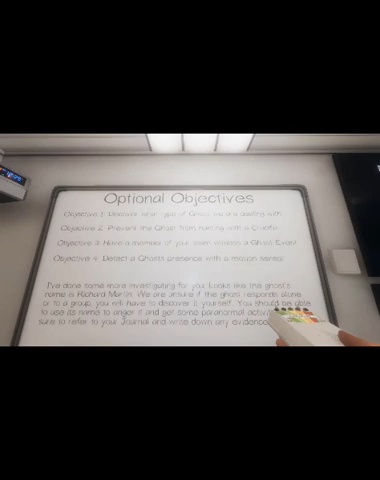 Optional Objectives
Objective 1: Discover what type of Ghost we are dealing with
Objective 2: Prevent the Ghost from hunting with a Crucifix
Objective 3: Have a member of your team witness a Ghost Event
Objective 4: Detect a Ghosts presence with a motion sensor
I've done some more investigating for you. Looks like the ghost's
name is Richard Martin. We are unsure if the ghost responds alone
or to a group, you will have to discover it yourself. You should be able
to use its name to anger it and get some paranormal
sure to refer to your Journal and write down any evidence